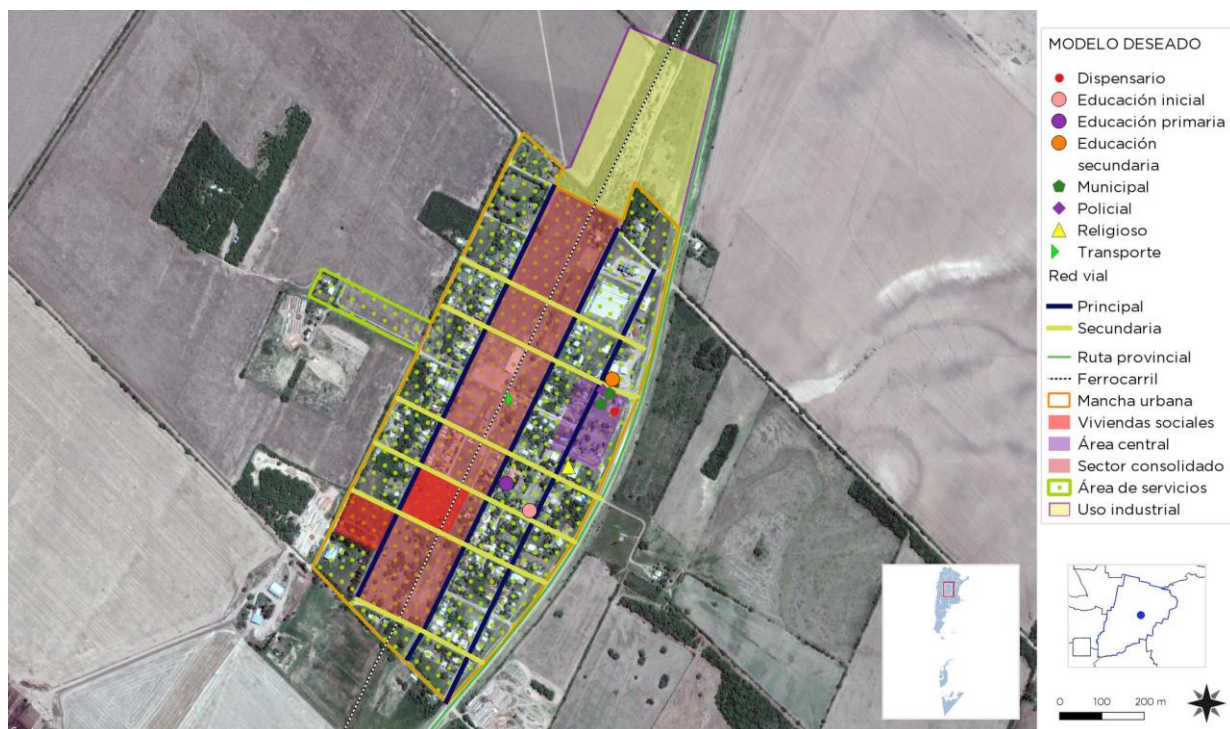 MODELO DESEADO
Dispensario
Educación inicial
Educación primaria
Educación
secundaria
Municipal
Policial
Religioso
Transporte
Red vial
Principal
Secundaria
Ruta provincial
Ferrocarril
Mancha urbana
Viviendas sociales
Área central
Sector consolidado
Área de servicios
Uso industrial
0 100 200 m